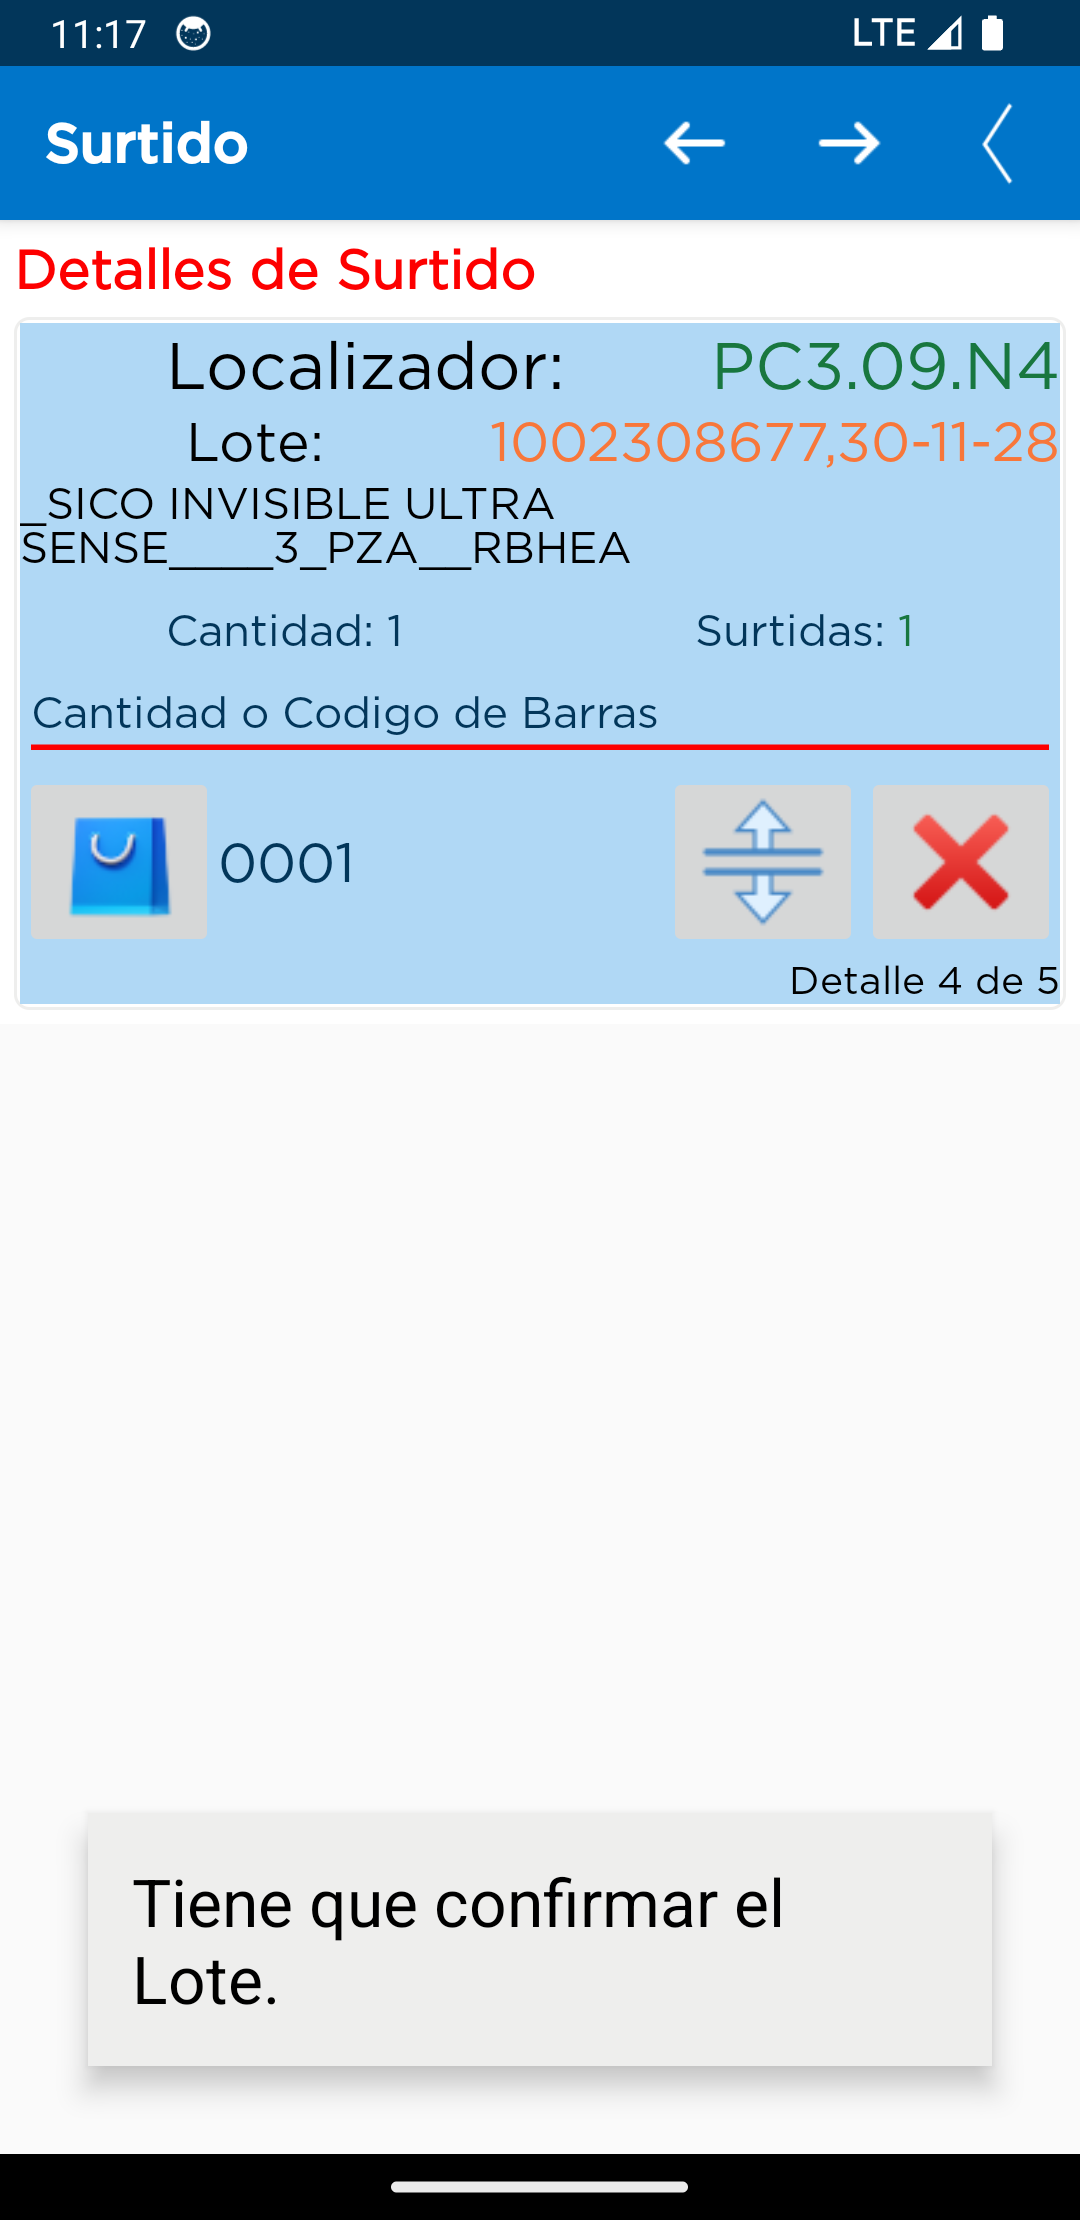 11:17
LTE
Surtido
Detalles de Surtido
Localizador: PC3.09.N4
Lote: 1002308677,30-11-28
_SICO INVISIBLE ULTRA
SENSE____3_PZA__RBHEA
Cantidad: 1 Surtidas: 1
Cantidad o Codigo de Barras
0001
Detalle 4 de 5
Tiene que confirmar el
Lote.